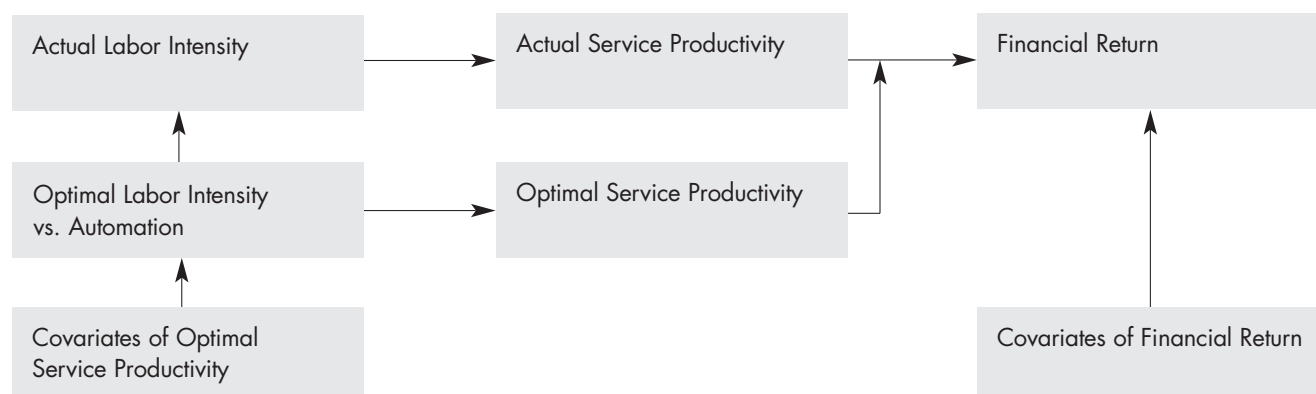 Actual Labor Intensity
Actual Service Productivity
Financial Return
Optimal Labor Intensity
vs. Automation
Optimal Service Productivity
Covariates of Optimal
Service Productivity
Covariates of Financial Return